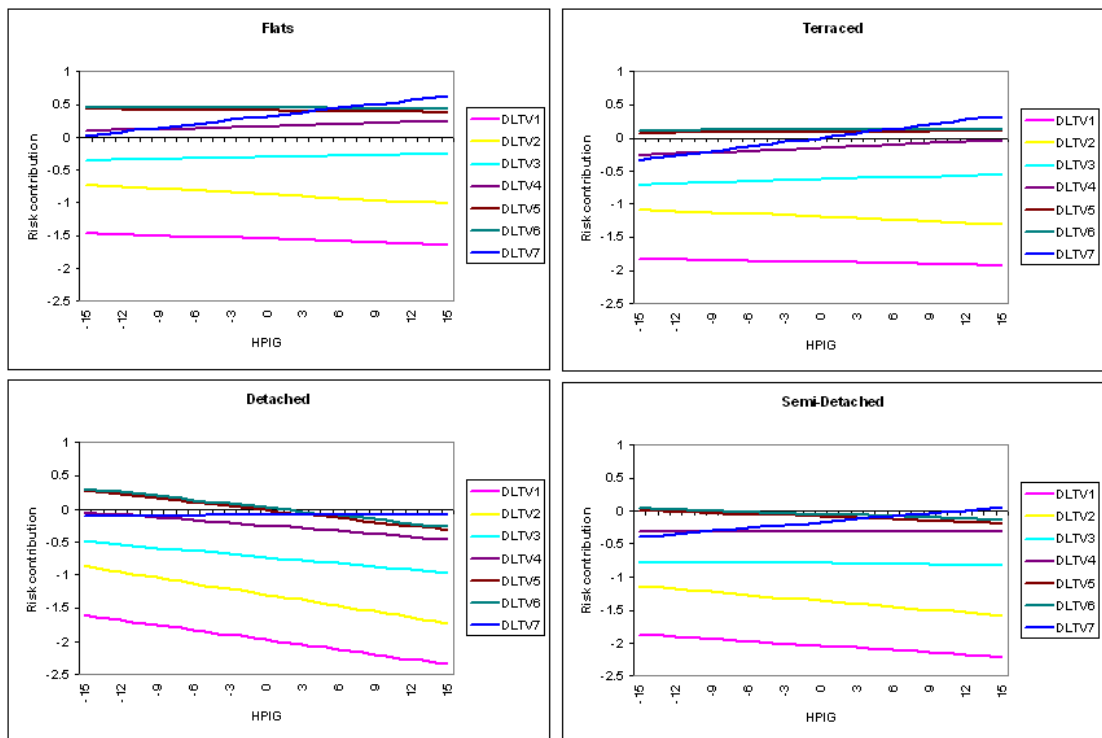 Flats
Risk contribution
1
0.5
0
-0.5
-1
-1.5
-2
-2.5
-15
-12
-9
-6
-3
0
3
6
9
12
15
HPIG
DLTV1
DLTV2
DLTV3
DLTV4
DLTV5
DLTV6
DLTV7
Terraced
Risk contribution
1
0.5
0
-0.5
-1
-1.5
-2
-2.5
-15
-12
-9
-6
-3
0
3
6
9
12
15
HPIG
DLTV1
DLTV2
DLTV3
DLTV4
DLTV5
DLTV6
DLTV7
Detached
Risk contribution
1
0.5
0
-0.5
-1
-1.5
-2
-2.5
-15
-12
-9
-6
-3
0
3
6
9
12
15
HPIG
DLTV1
DLTV2
DLTV3
DLTV4
DLTV5
DLTV6
DLTV7
Semi-Detached
Risk contribution
1
0.5
0
-0.5
-1
-1.5
-2
-2.5
-15
-12
-9
-6
-3
0
3
6
9
12
15
HPIG
DLTV1
DLTV2
DLTV3
DLTV4
DLTV5
DLTV6
DLTV7